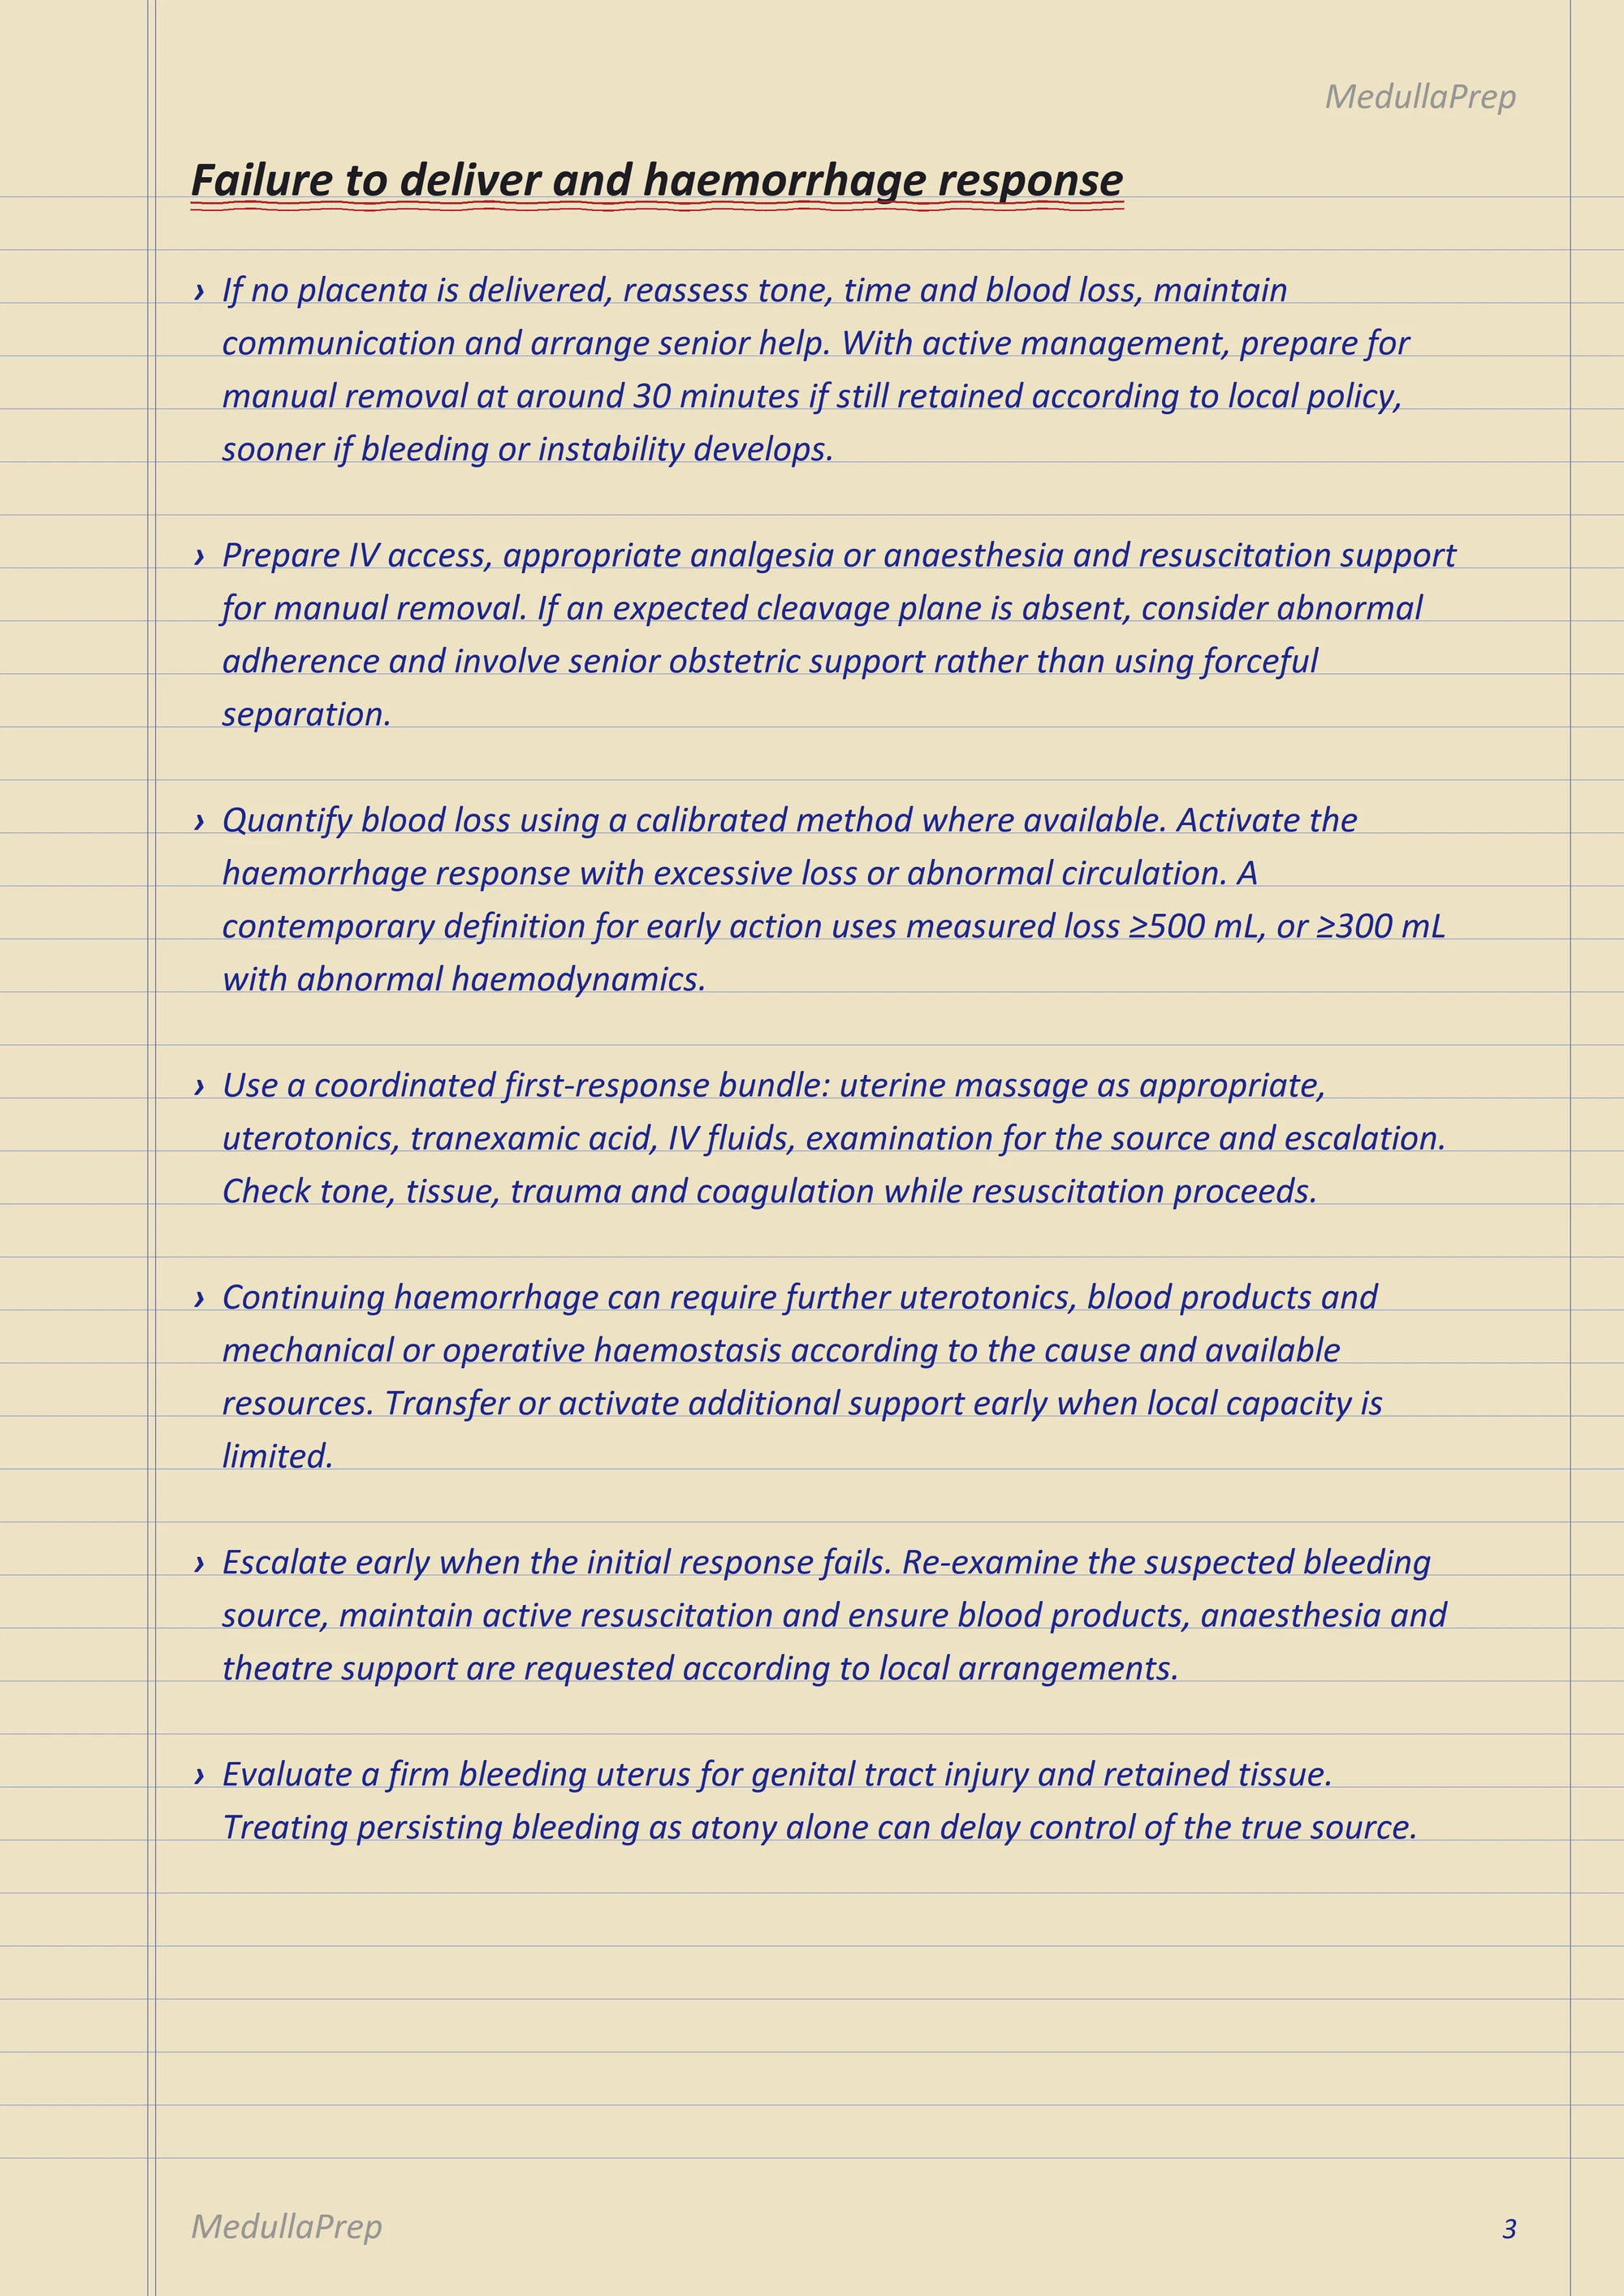 MedullaPrep
Failure to deliver and haemorrhage response
› If no placenta is delivered, reassess tone, time and blood loss, maintain
communication and arrange senior help. With active management, prepare for
manual removal at around 30 minutes if still retained according to local policy,
sooner if bleeding or instability develops.
› Prepare IV access, appropriate analgesia or anaesthesia and resuscitation support
for manual removal. If an expected cleavage plane is absent, consider abnormal
adherence and involve senior obstetric support rather than using forceful
separation.
› Quantify blood loss using a calibrated method where available. Activate the
haemorrhage response with excessive loss or abnormal circulation. A
contemporary definition for early action uses measured loss ≥500 mL, or ≥300 mL
with abnormal haemodynamics.
› Use a coordinated first-response bundle: uterine massage as appropriate,
uterotonics, tranexamic acid, IV fluids, examination for the source and escalation.
Check tone, tissue, trauma and coagulation while resuscitation proceeds.
› Continuing haemorrhage can require further uterotonics, blood products and
mechanical or operative haemostasis according to the cause and available
resources. Transfer or activate additional support early when local capacity is
limited.
› Escalate early when the initial response fails. Re-examine the suspected bleeding
source, maintain active resuscitation and ensure blood products, anaesthesia and
theatre support are requested according to local arrangements.
› Evaluate a firm bleeding uterus for genital tract injury and retained tissue.
Treating persisting bleeding as atony alone can delay control of the true source.
MedullaPrep
3